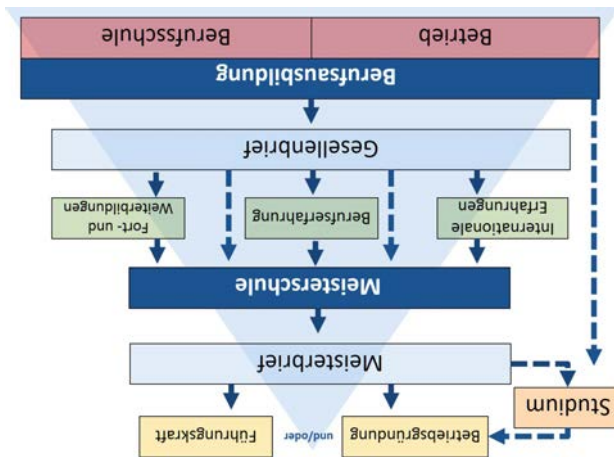 Betriebsgründung
und/oder
Führungskraft
Studium
Meisterbrief
Meisterschule
Internationale
Erfahrungen
Berufserfahrung
Fort- und
Weiterbildungen
Gesellenbrief
Berufsausbildung
Betrieb
Berufsschule